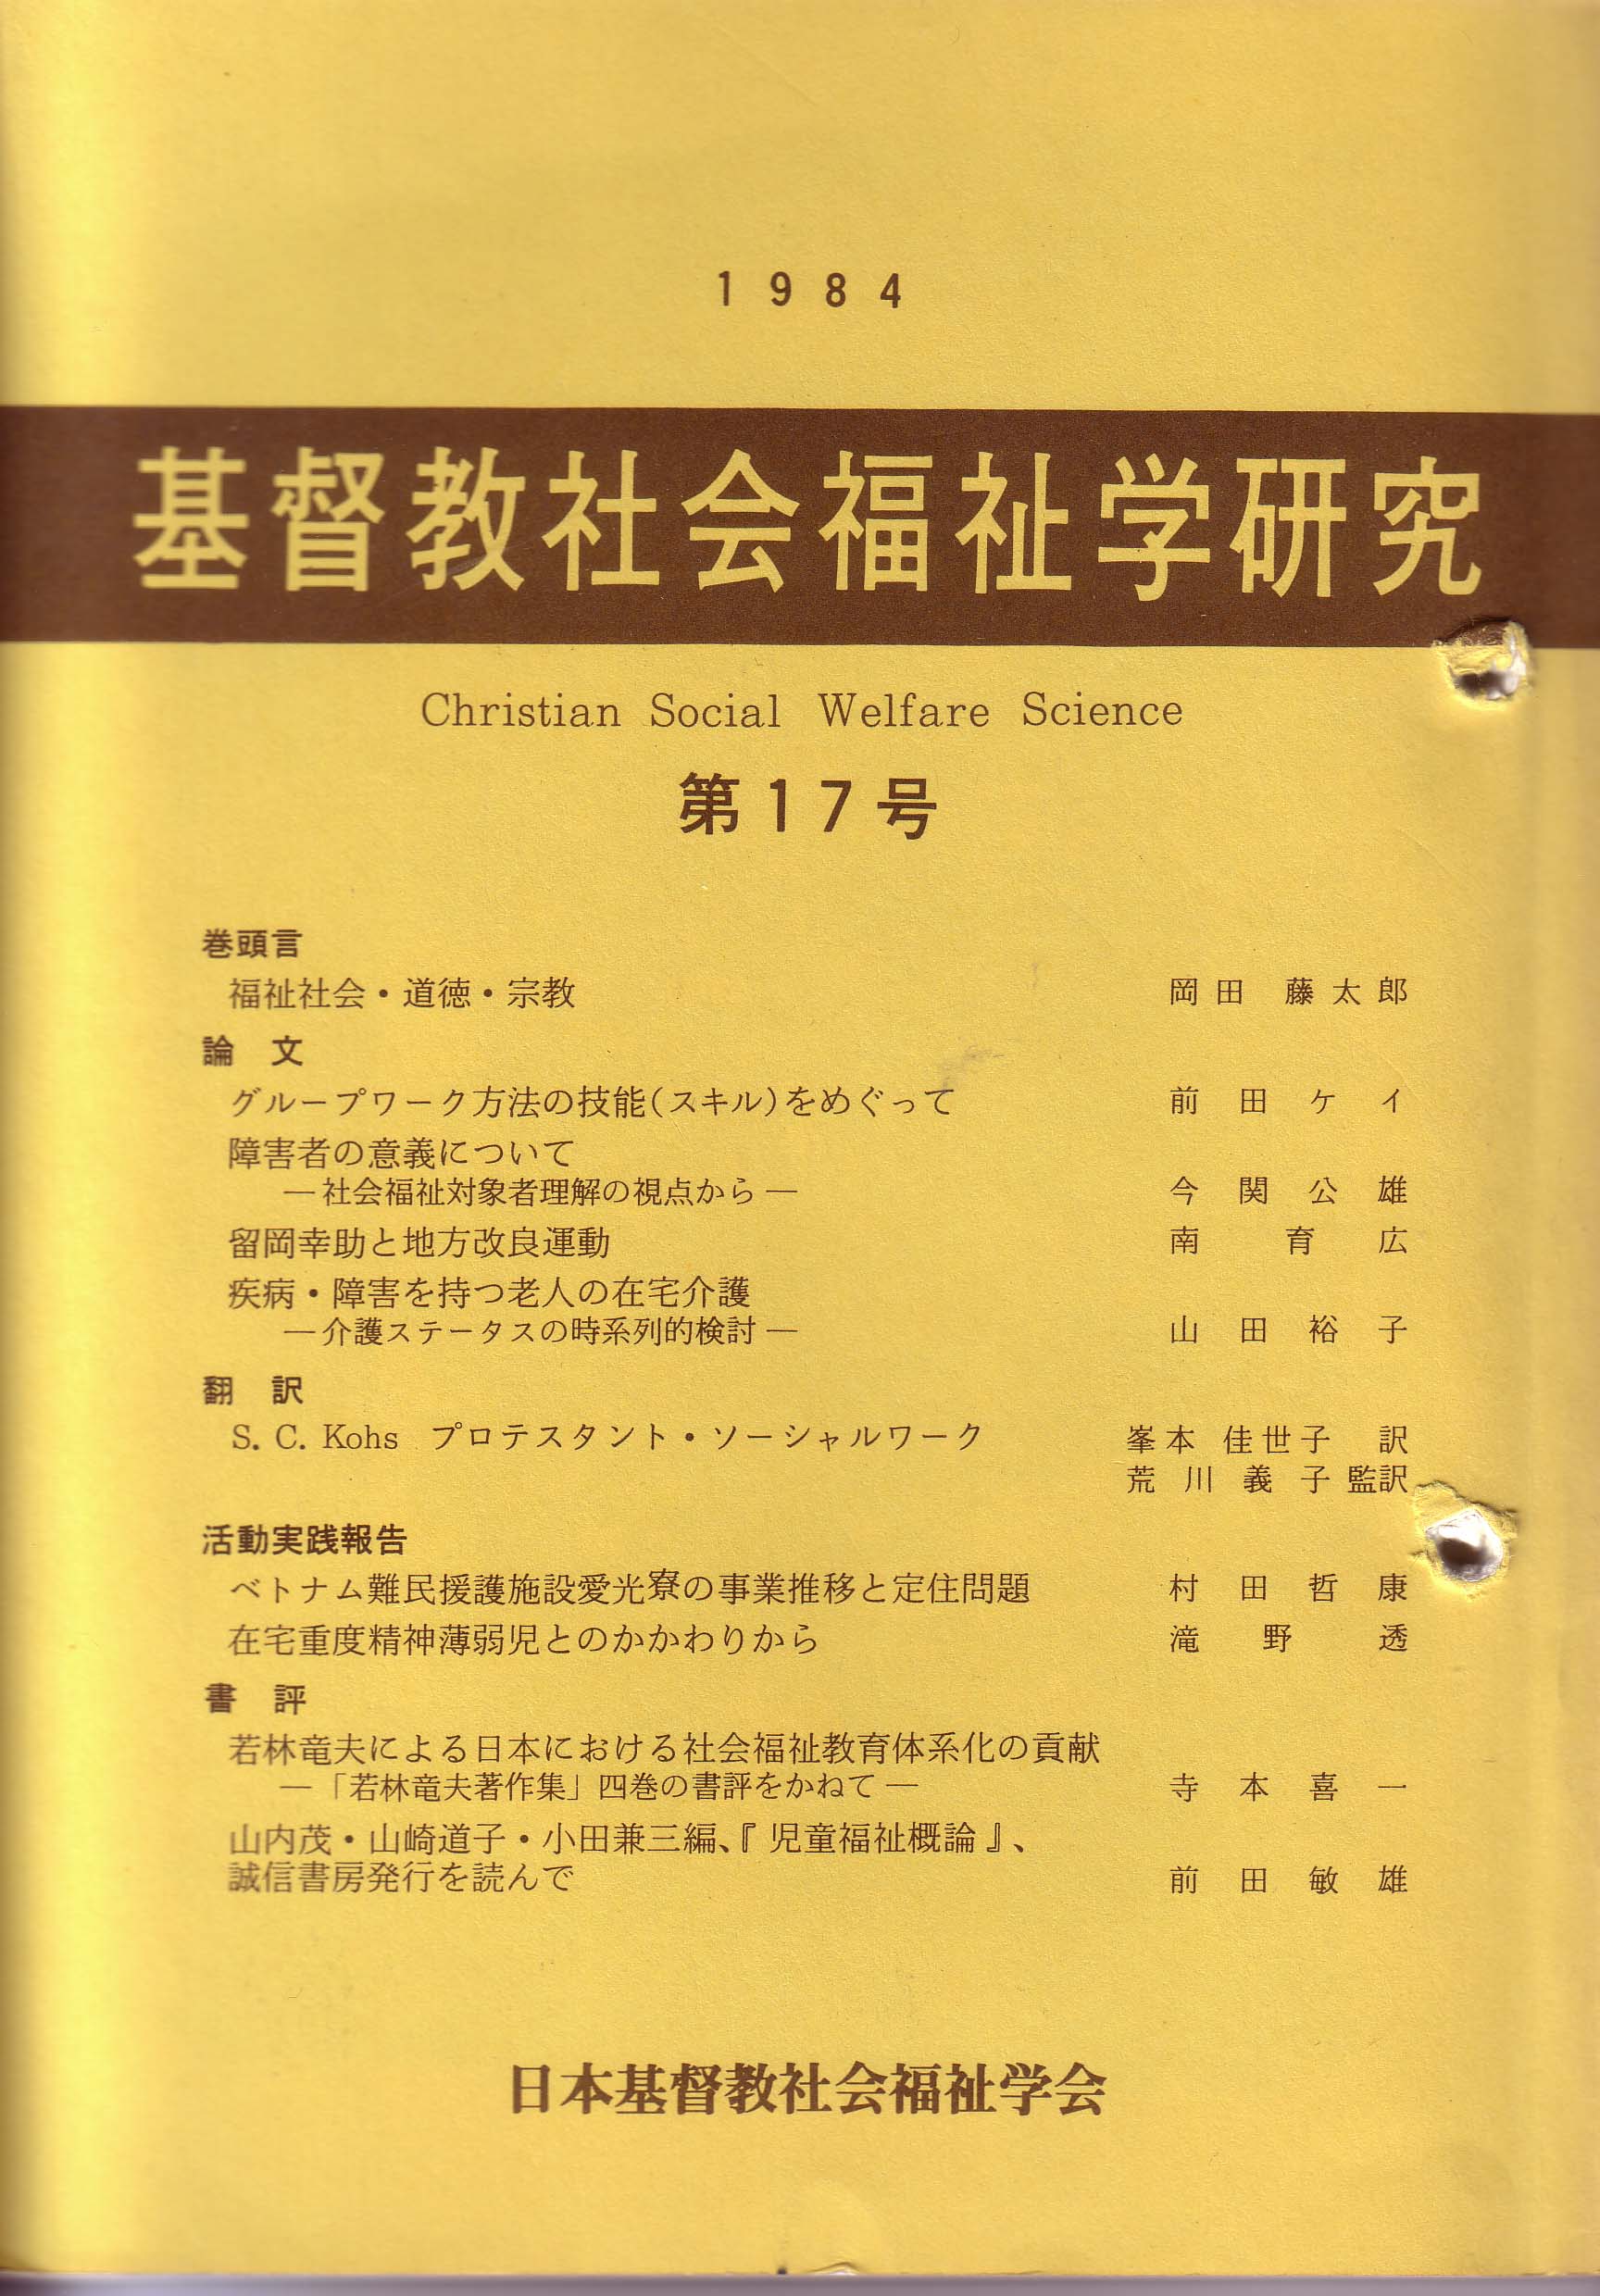 1984
基督教社会福祉学研究
Christian Social Welfare Science
第17号
巻頭言
福祉社会・道徳・宗教 岡田 藤太郎
論 文
グループワーク方法の技能(スキル)をめぐって 前田ケイ
障害者の意義について
―社会福祉対象者理解の視点から― 今関公雄
留岡幸助と地方改良運動 南育広
疾病・障害を持つ老人の在宅介護
―介護ステータスの時系列的検討― 山田裕子
翻 訳
S. C. Kohs プロテスタント・ソーシャルワーク 峯本 佳世子 訳
荒川義子 監訳
活動実践報告
ベトナム難民援護施設愛光寮の事業推移と定住問題 村田哲康
在宅重度精神薄弱児とのかかわりから 滝野透
書 評
若林竜夫による日本における社会福祉教育体系化の貢献
―「若林竜夫著作集」四巻の書評をかねて― 寺本喜一
山内茂・山崎道子・小田兼三編、『児童福祉概論』、
誠信書房発行を読んで 前田敏雄
日本基督教社会福祉学会